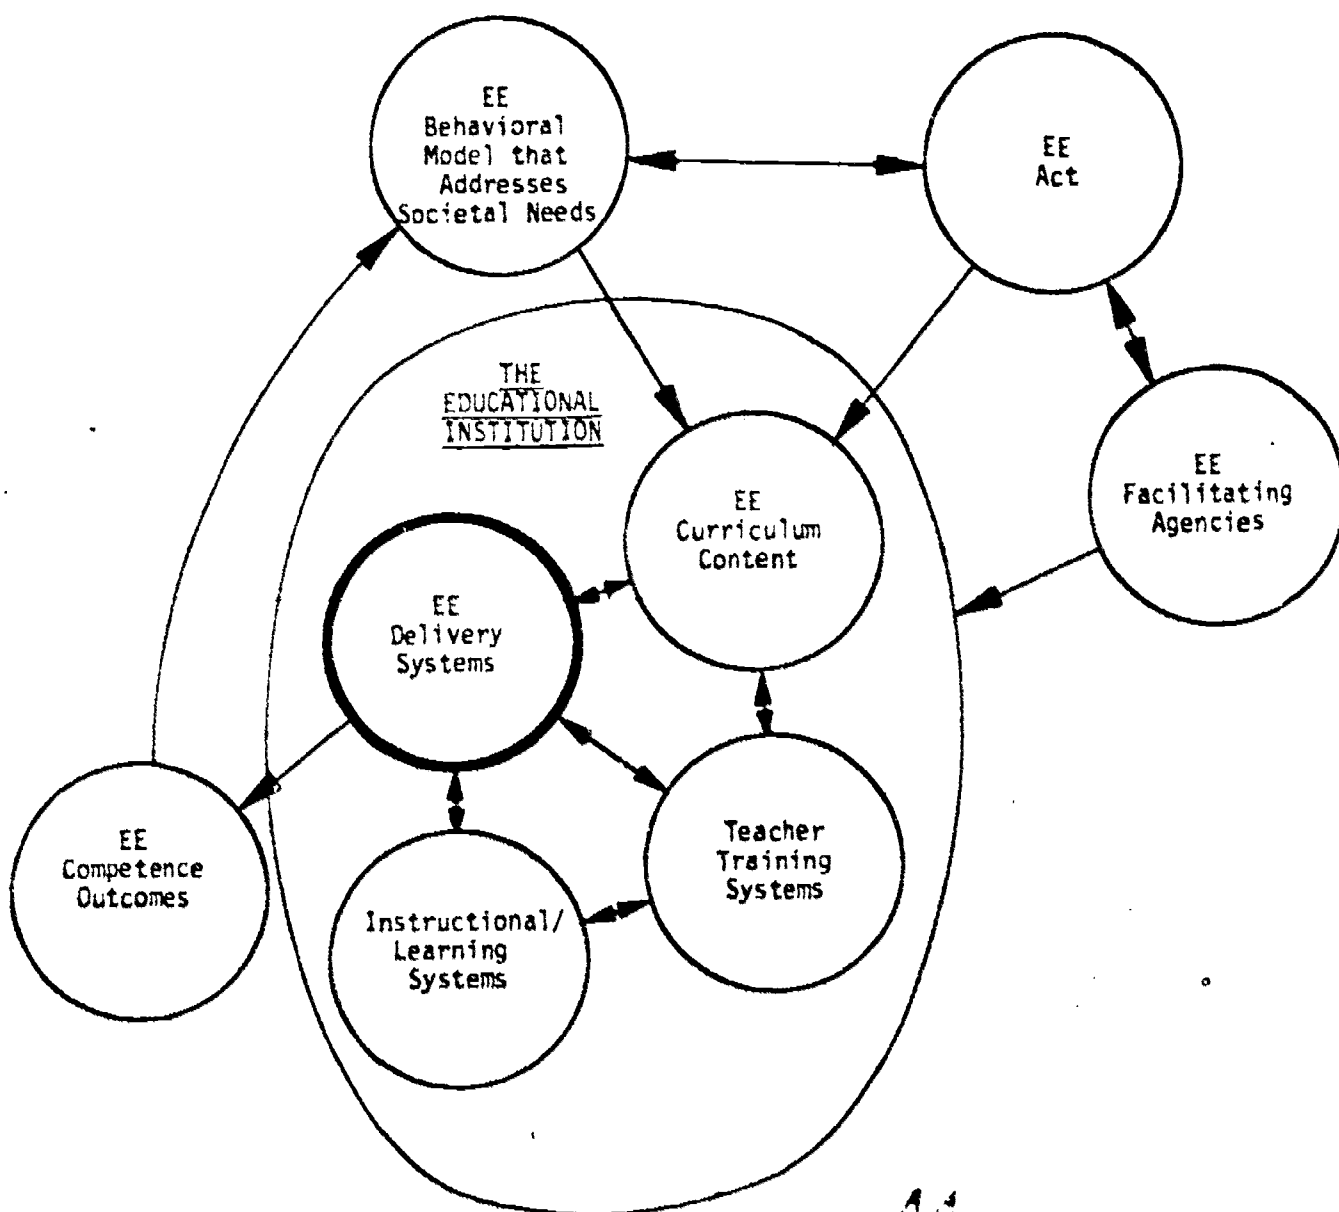 EE
Behavioral
Model that
Addresses
Societal Needs
EE
Act
THE
EDUCATIONAL
INSTITUTION
EE
Facilitating
Agencies
EE
Curriculum
Content
EE
Delivery
Systems
EE
Competence
Outcomes
Teacher
Training
Systems
Instructional/
Learning
Systems